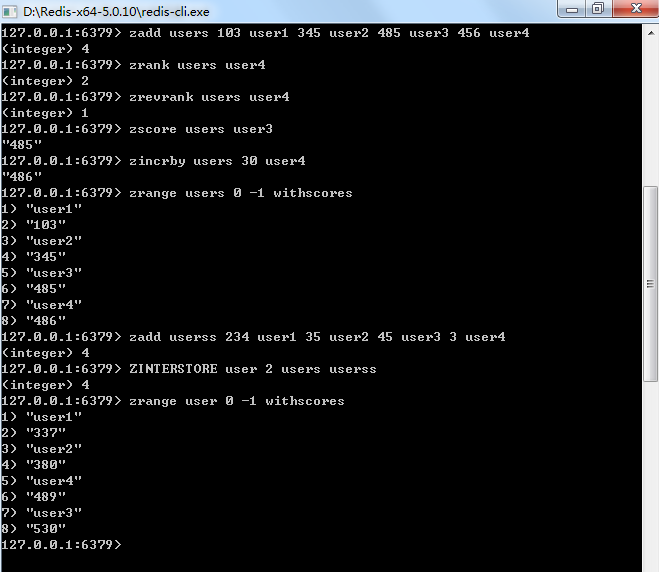 D:\Redis-x64-5.0.10\redis-cli.exe
127.0.0.1:6379> zadd users 103 user1 345 user2 485 user3 456 user4
(integer) 4
127.0.0.1:6379> zrank users user4
(integer) 2
127.0.0.1:6379> zrevrank users user4
(integer) 1
127.0.0.1:6379> zscore users user3
"485"
127.0.0.1:6379> zincrby users 30 user4
"486"
127.0.0.1:6379> zrange users 0 -1 withscores
1) "user1"
2) "103"
3) "user2"
4) "345"
5) "user3"
6) "485"
7) "user4"
8) "486"
127.0.0.1:6379> zadd userss 234 user1 35 user2 45 user3 3 user4
(integer) 4
127.0.0.1:6379> ZINTERSTORE user 2 users userss
(integer) 4
127.0.0.1:6379> zrange user 0 -1 withscores
1) "user1"
2) "337"
3) "user2"
4) "380"
5) "user4"
6) "489"
7) "user3"
8) "530"
127.0.0.1:6379>